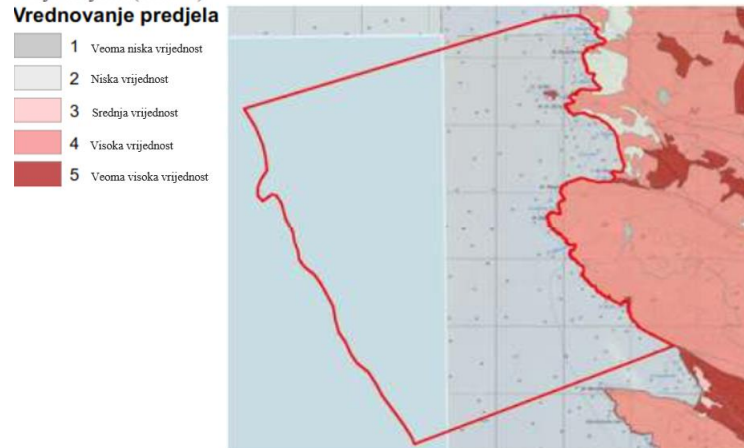 Vrednovanje predjela
1 Veoma niska vrijednost
2 Niska vrijednost
3 Srednja vrijednost
4 Visoka vrijednost
5 Veoma visoka vrijednost